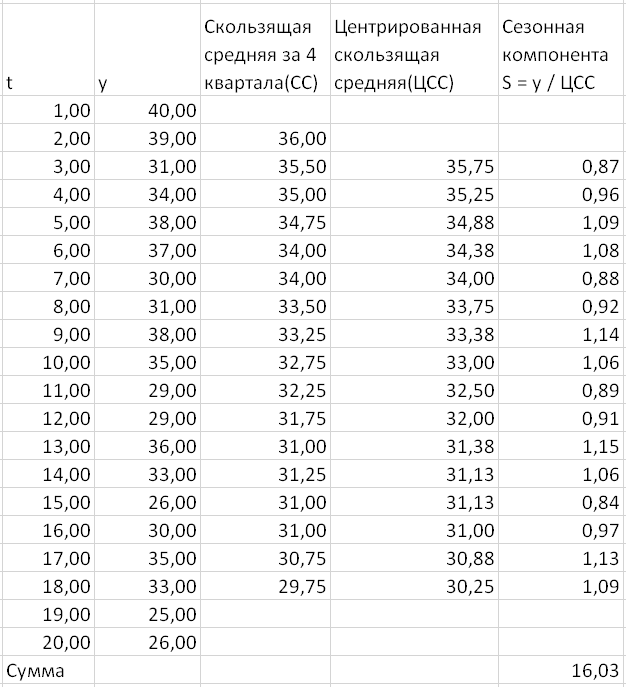 t y Скользящая средняя за 4 квартала(СС) Центрированная скользящая средняя(ЦСС) Сезонная компонента S = y / ЦСС
1,00 40,00
2,00 39,00 36,00
3,00 31,00 35,50 35,75 0,87
4,00 34,00 35,00 35,25 0,96
5,00 38,00 34,75 34,88 1,09
6,00 37,00 34,00 34,38 1,08
7,00 30,00 34,00 34,00 0,88
8,00 31,00 33,50 33,75 0,92
9,00 38,00 33,25 33,38 1,14
10,00 35,00 32,75 33,00 1,06
11,00 29,00 32,25 32,50 0,89
12,00 29,00 31,75 32,00 0,91
13,00 36,00 31,00 31,38 1,15
14,00 33,00 31,25 31,13 1,06
15,00 26,00 31,00 31,13 0,84
16,00 30,00 31,00 31,00 0,97
17,00 35,00 30,75 30,88 1,13
18,00 33,00 29,75 30,25 1,09
19,00 25,00
20,00 26,00
Сумма 16,03